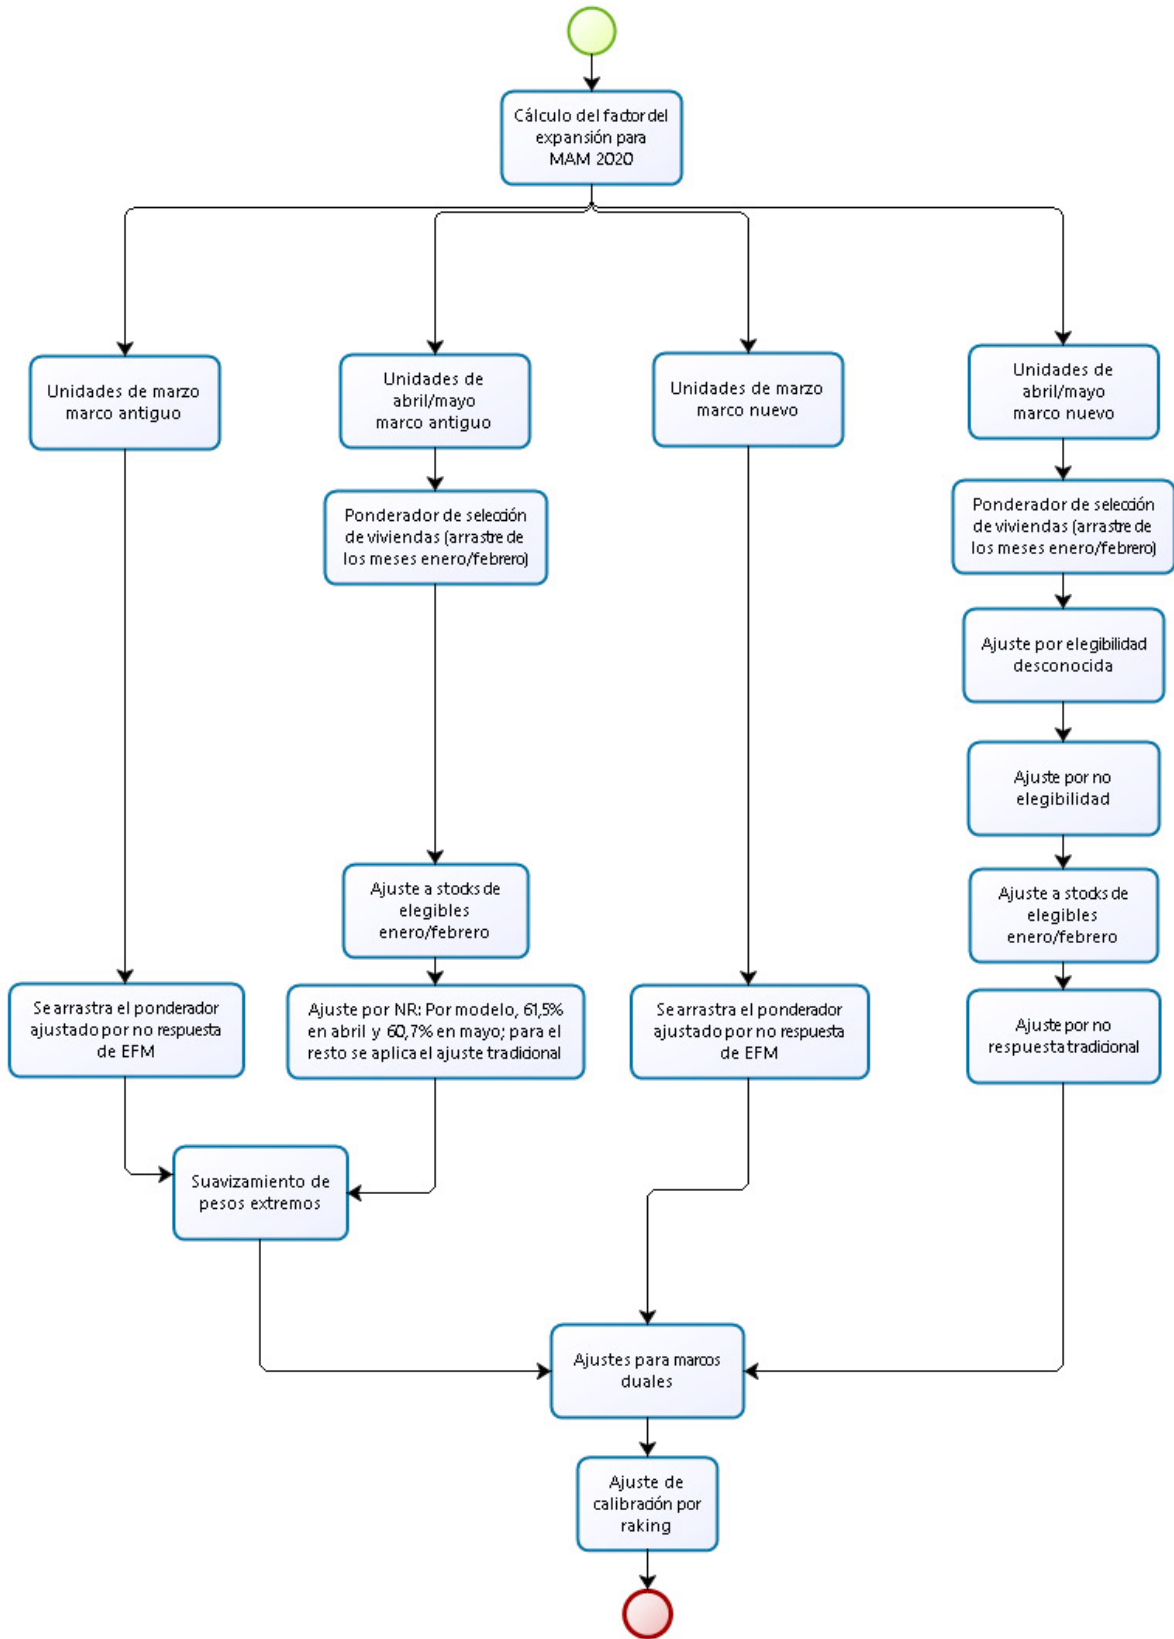 Cálculo del factor del
expansión para
MAM 2020
Unidades de marzo
marco antiguo
Unidades de
abril/mayo
marco antiguo
Unidades de marzo
marco nuevo
Unidades de
abril/mayo
marco nuevo
Ponderador de selección
de viviendas (arrastre de
los meses enero/febrero)
Ponderador de selección
de viviendas (arrastre de
los meses enero/febrero)
Ajuste por elegibilidad
desconocida
Ajuste por no
elegibilidad
Ajuste a stocks de
elegibles
enero/febrero
Ajuste a stocks de
elegibles
enero/febrero
Se arrastra el ponderador
ajustado por no respuesta
de EFM
Ajuste por NR: Por modelo, 61,5%
en abril y 60,7% en mayo; para el
resto se aplica el ajuste tradicional
Se arrastra el ponderador
ajustado por no respuesta
de EFM
Ajuste por no
respuesta tradicional
Suavizamiento de
pesos extremos
Ajustes para marcos
duales
Ajuste de
calibración por
raking